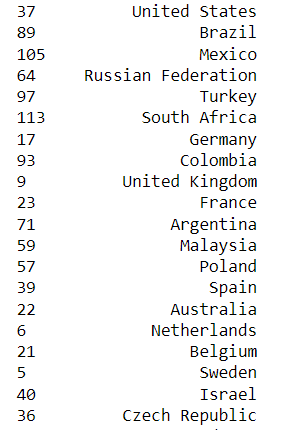 37 United States
89 Brazil
105 Mexico
64 Russian Federation
97 Turkey
113 South Africa
17 Germany
93 Colombia
9 United Kingdom
23 France
71 Argentina
59 Malaysia
57 Poland
39 Spain
22 Australia
6 Netherlands
21 Belgium
5 Sweden
40 Israel
36 Czech Republic